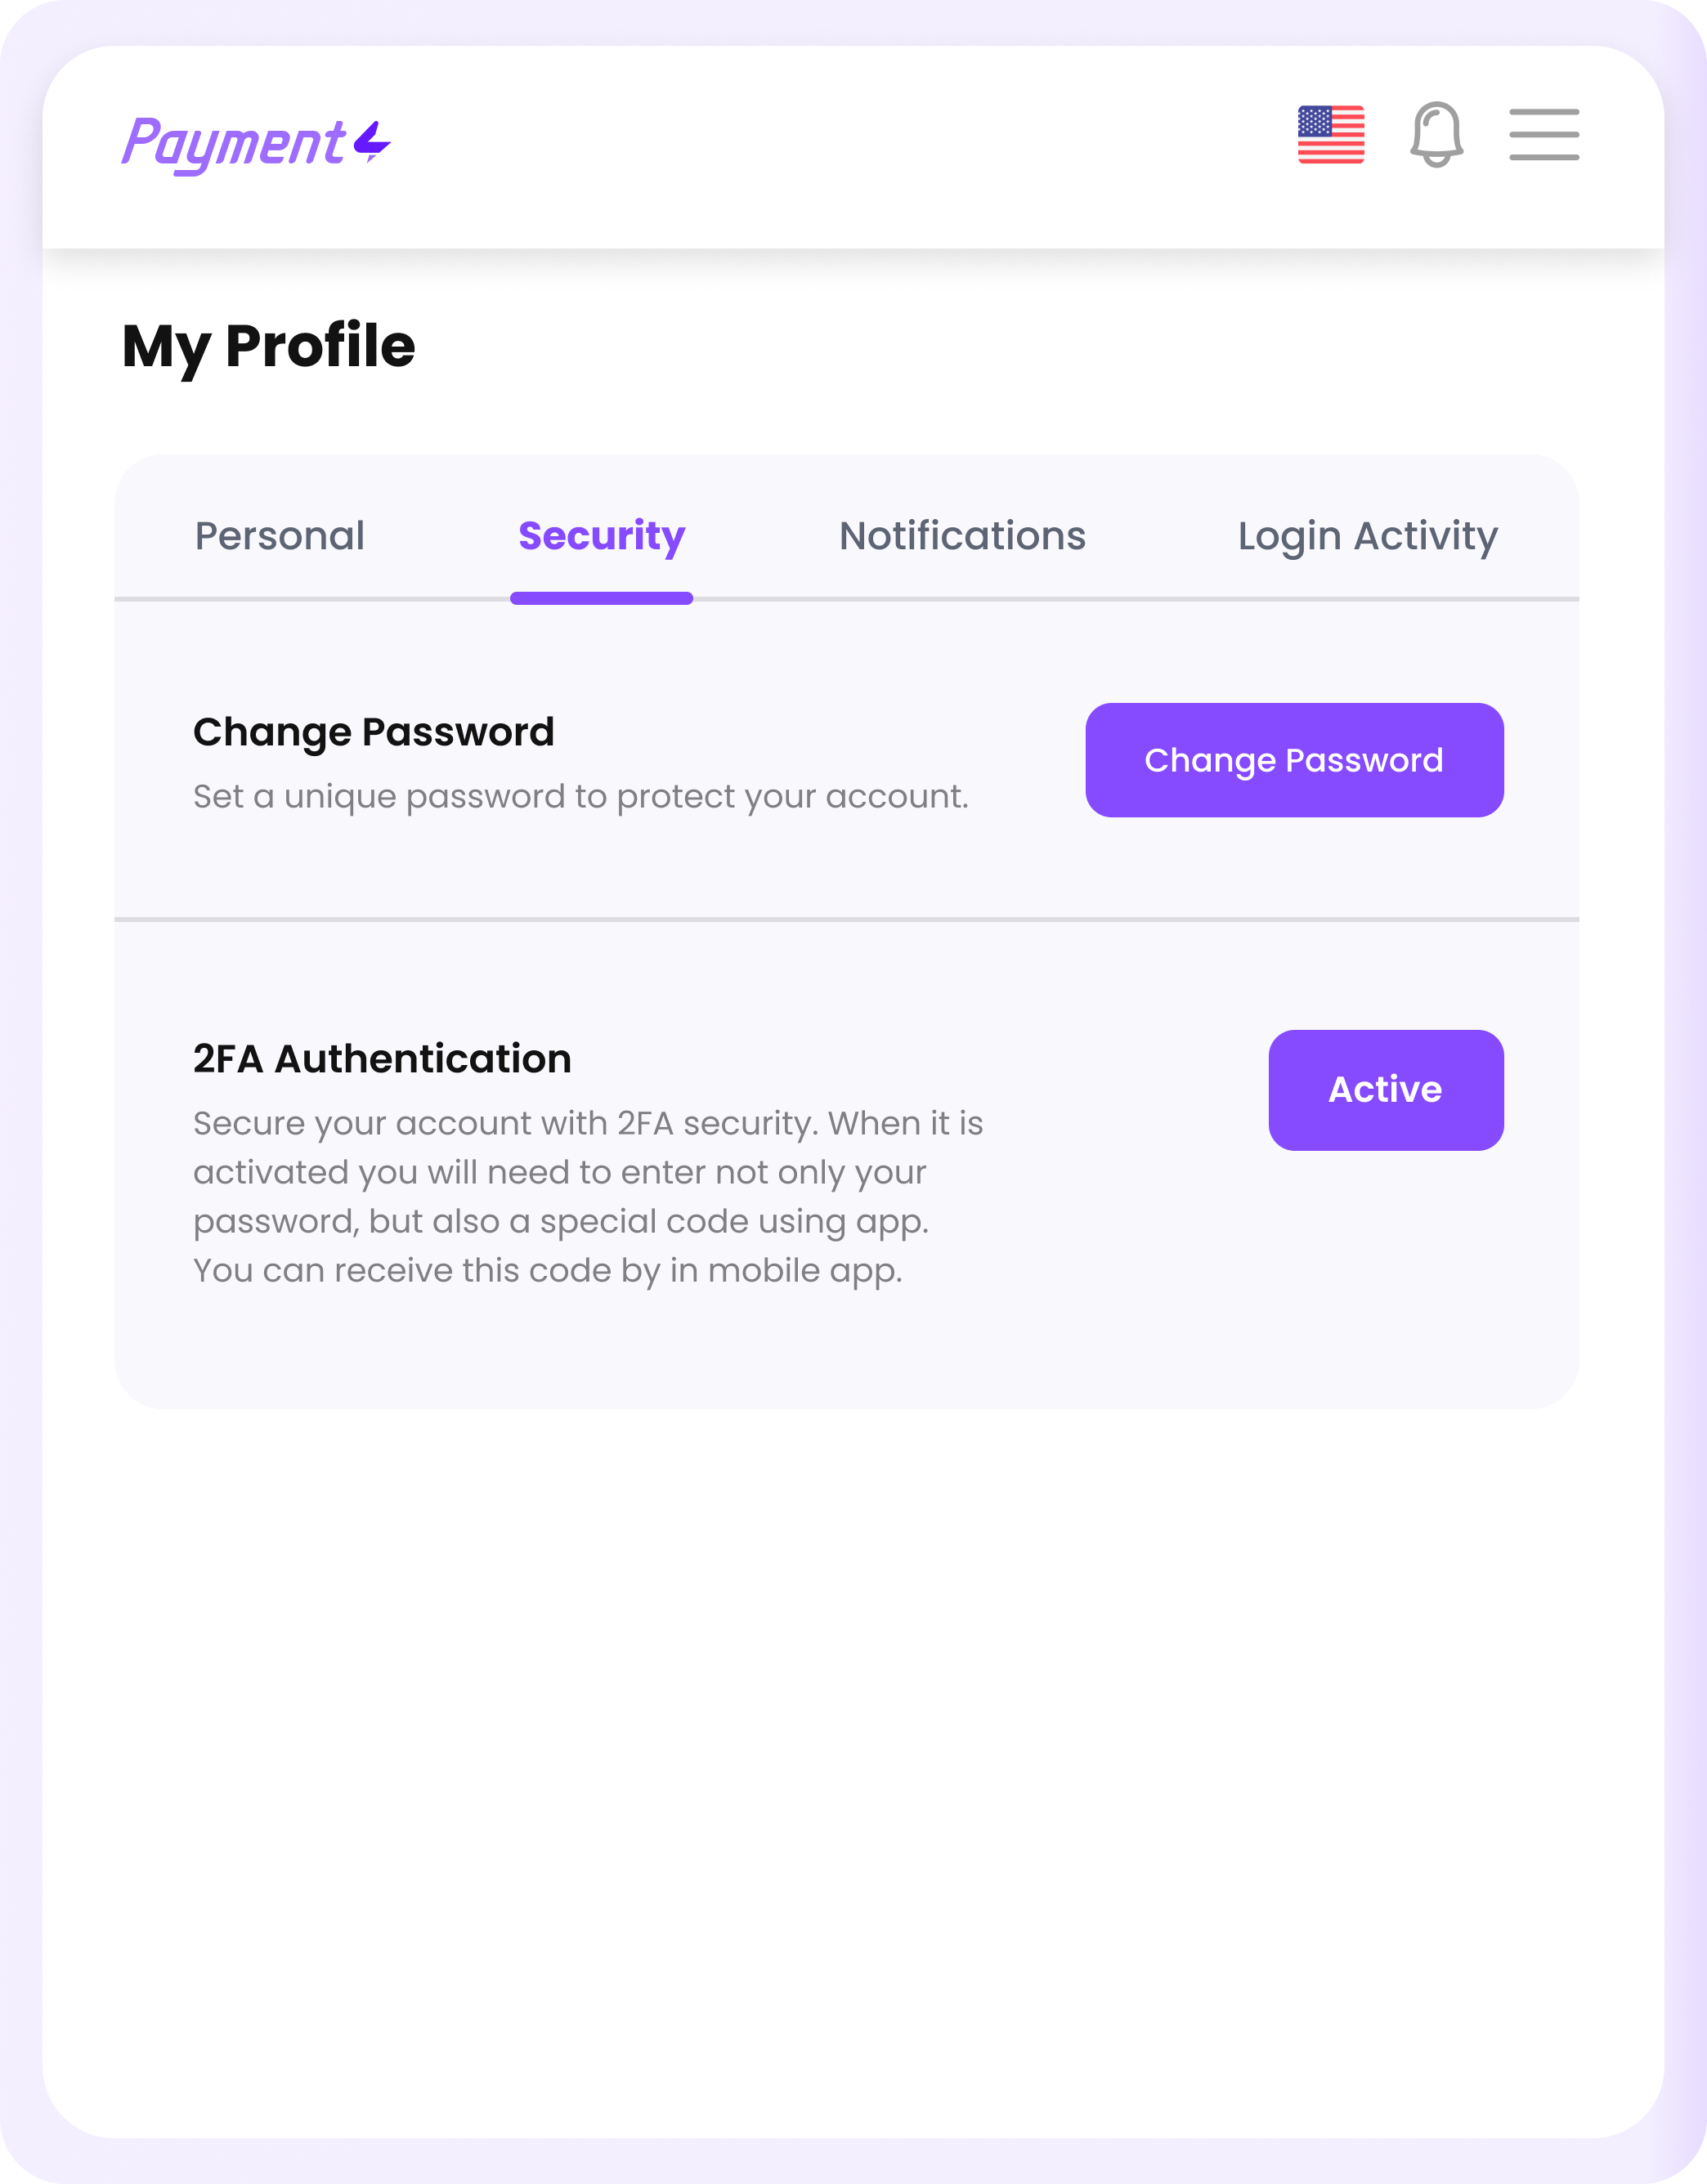 Payment
My Profile
Personal Security Notifications Login Activity
Change Password
Set a unique password to protect your account.
Change Password
2FA Authentication
Secure your account with 2FA security. When it is
activated you will need to enter not only your
password, but also a special code using app.
You can receive this code by in mobile app.
Active